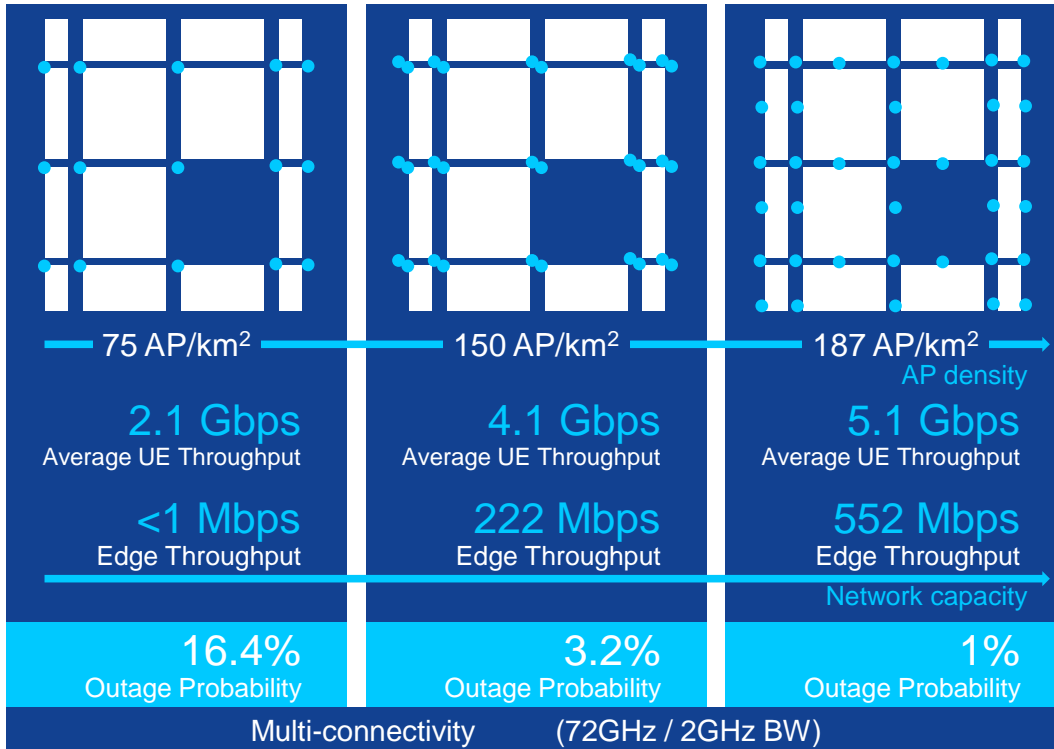 75 AP/km² 150 AP/km² 187 AP/km²
AP density
2.1 Gbps 4.1 Gbps 5.1 Gbps
Average UE Throughput Average UE Throughput Average UE Throughput
<1 Mbps 222 Mbps 552 Mbps
Edge Throughput Edge Throughput Edge Throughput
Network capacity
16.4% 3.2% 1%
Outage Probability Outage Probability Outage Probability
Multi-connectivity (72GHz / 2GHz BW)